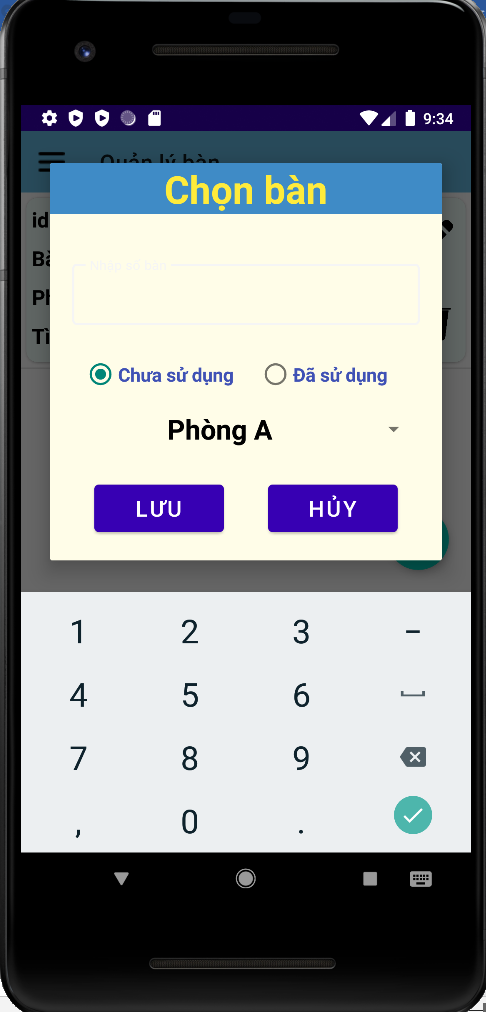 9:34
Quản lý bàn
Chọn bàn
id
Nhập số bàn
Chưa sử dụng
Đã sử dụng
Phòng A
LƯU
HỦY
1 2 3 –
4 5 6
7 8 9
, 0 .